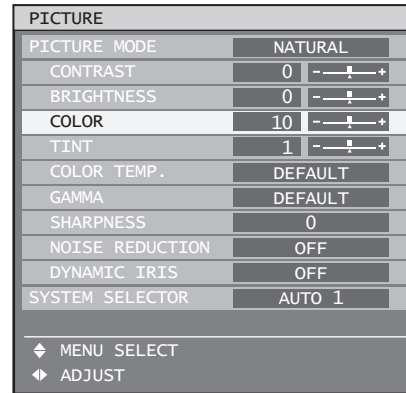 PICTURE
PICTURE MODE NATURAL
CONTRAST 0 - +
BRIGHTNESS 0 - +
COLOR 10 - +
TINT 1 - +
COLOR TEMP. DEFAULT
GAMMA DEFAULT
SHARPNESS 0
NOISE REDUCTION OFF
DYNAMIC IRIS OFF
SYSTEM SELECTOR AUTO 1
MENU SELECT
ADJUST